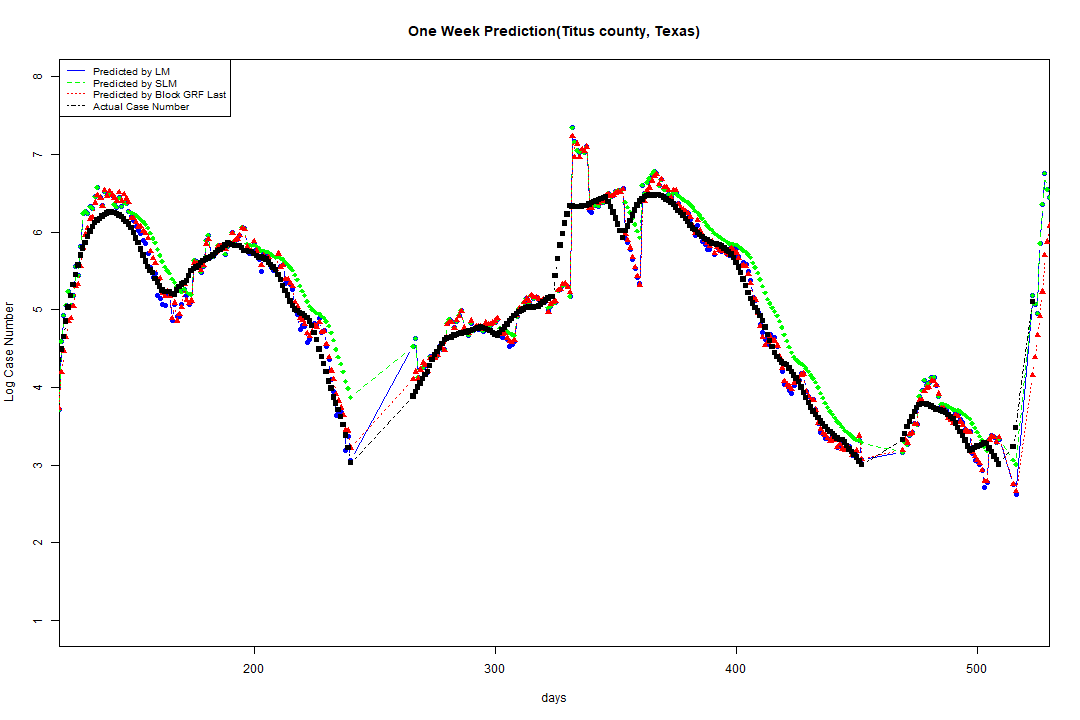 One Week Prediction(Titus county, Texas)
Predicted by LM
Predicted by SLM
Predicted by Block GRF Last
Actual Case Number
8
7
6
5
4
3
2
1
Log Case Number
200
300
400
500
days